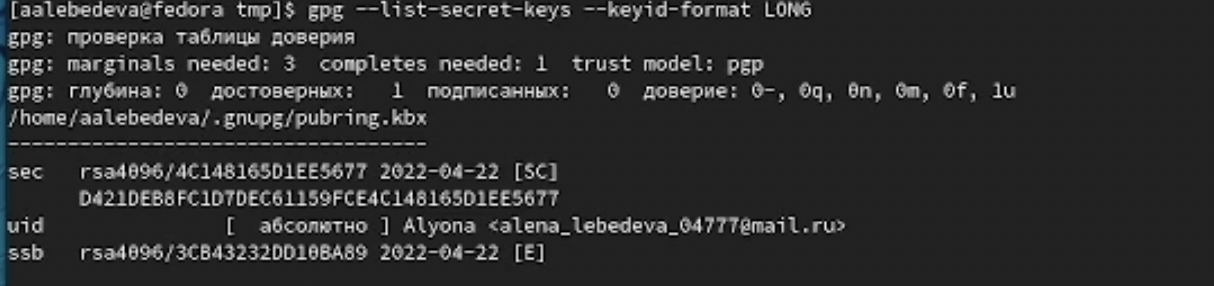 [aalebedeva@fedora tmp]$ gpg --list-secret-keys --keyid-format LONG
gpg: проверка таблицы доверия
gpg: marginals needed: 3  completes needed: 1  trust model: pgp
gpg: глубина: 0  достоверных:   1  подписанных:   0  доверие: 0-, 0q, 0n, 0m, 0f, 1u
/home/aalebedeva/.gnupg/pubring.kbx
-----------------------------------
sec   rsa4096/4C148165D1EE5677 2022-04-22 [SC]
      D421DEB8FC1D7DEC61159FCE4C148165D1EE5677
uid               [  абсолютно ] Alyona <alena_lebedeva_04777@mail.ru>
ssb   rsa4096/3CB43232DD10BA89 2022-04-22 [E]